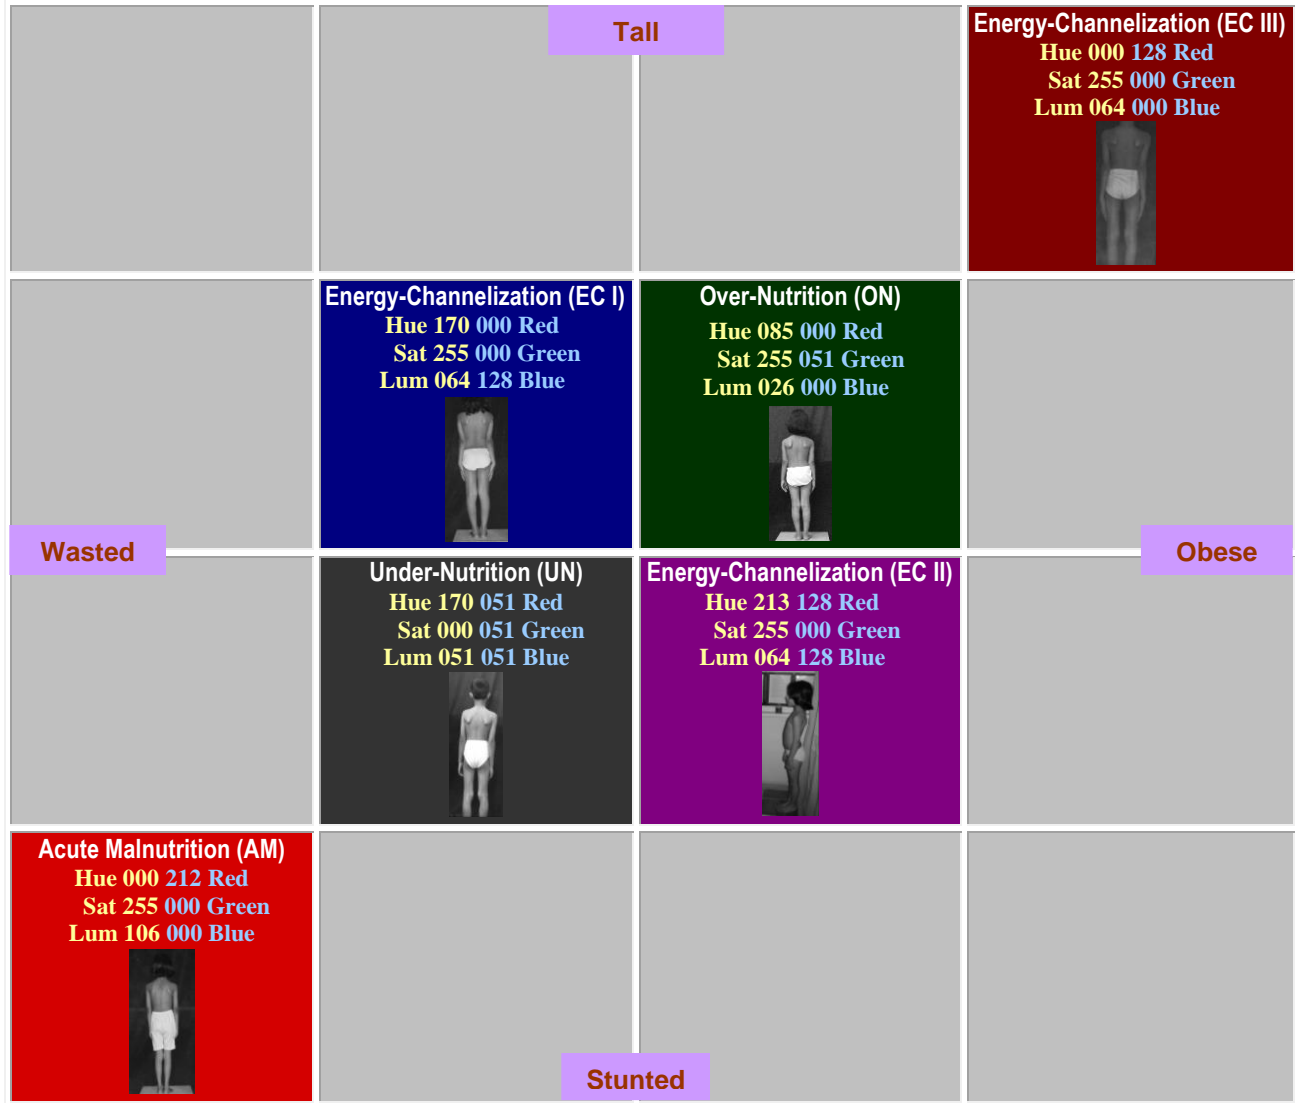 Tall
Energy-Channelization (EC III)
Hue 000 128 Red
Sat 255 000 Green
Lum 064 000 Blue
Energy-Channelization (EC I)
Hue 170 000 Red
Sat 255 000 Green
Lum 064 128 Blue
Over-Nutrition (ON)
Hue 085 000 Red
Sat 255 051 Green
Lum 026 000 Blue
Wasted
Obese
Under-Nutrition (UN)
Hue 170 051 Red
Sat 000 051 Green
Lum 051 051 Blue
Energy-Channelization (EC II)
Hue 213 128 Red
Sat 255 000 Green
Lum 064 128 Blue
Acute Malnutrition (AM)
Hue 000 212 Red
Sat 255 000 Green
Lum 106 000 Blue
Stunted